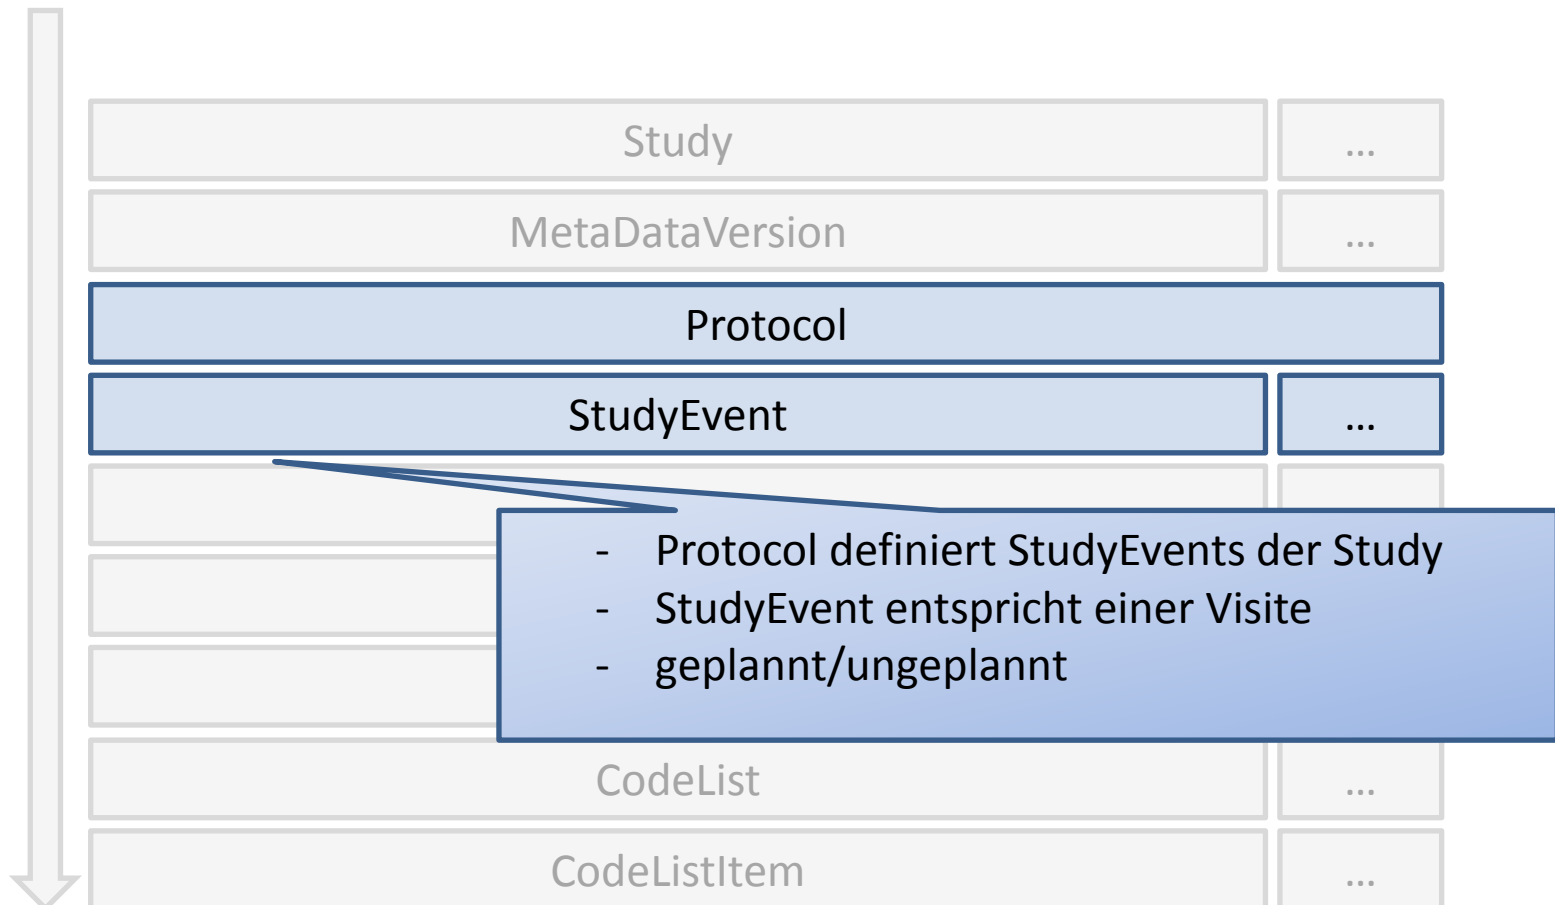 Study
...
MetaDataVersion
...
Protocol
StudyEvent
...
- Protocol definiert StudyEvents der Study
- StudyEvent entspricht einer Visite
- geplannt/ungeplannt
CodeList
...
CodeListItem
...